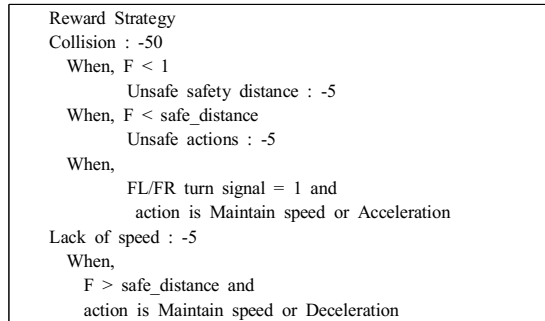 Reward Strategy
Collision : -50
When, F < 1
Unsafe safety distance : -5
When, F < safe_distance
Unsafe actions : -5
When,
FL/FR turn signal = 1 and
action is Maintain speed or Acceleration
Lack of speed : -5
When,
F > safe_distance and
action is Maintain speed or Deceleration